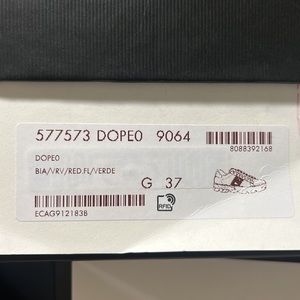 577573 DOPE0 9064
8088392168
DOPE0
BIA/VRV/RED.FL/VERDE
G 37
RFID
ECAG9121838